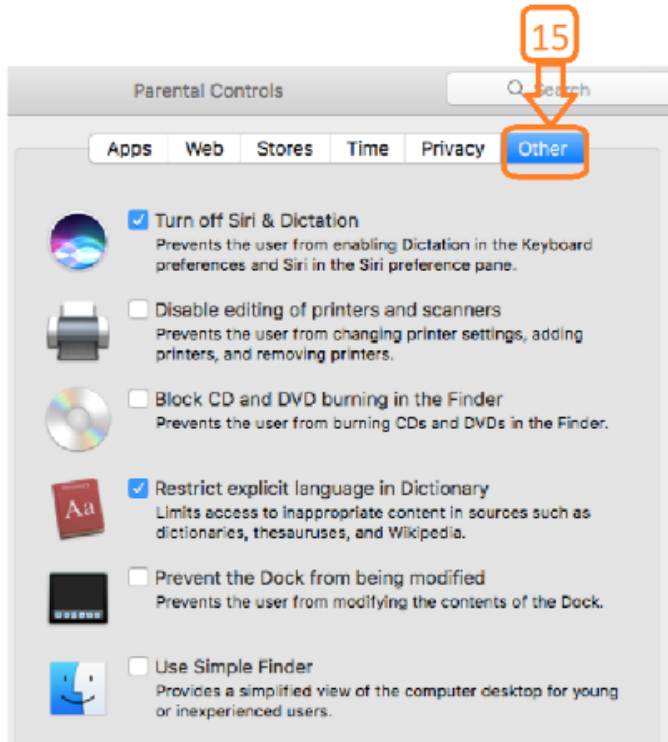 15
Parental Controls
Search
Apps Web Stores Time Privacy Other
Turn off Siri & Dictation
Prevents the user from enabling Dictation in the Keyboard
preferences and Siri in the Siri preference pane.
Disable editing of printers and scanners
Prevents the user from changing printer settings, adding
printers, and removing printers.
Block CD and DVD burning in the Finder
Prevents the user from burning CDs and DVDs in the Finder.
Aa
Restrict explicit language in Dictionary
Limits access to inappropriate content in sources such as
dictionaries, thesauruses, and Wikipedia.
Prevent the Dock from being modified
Prevents the user from modifying the contents of the Dock.
Use Simple Finder
Provides a simplified view of the computer desktop for young
or inexperienced users.